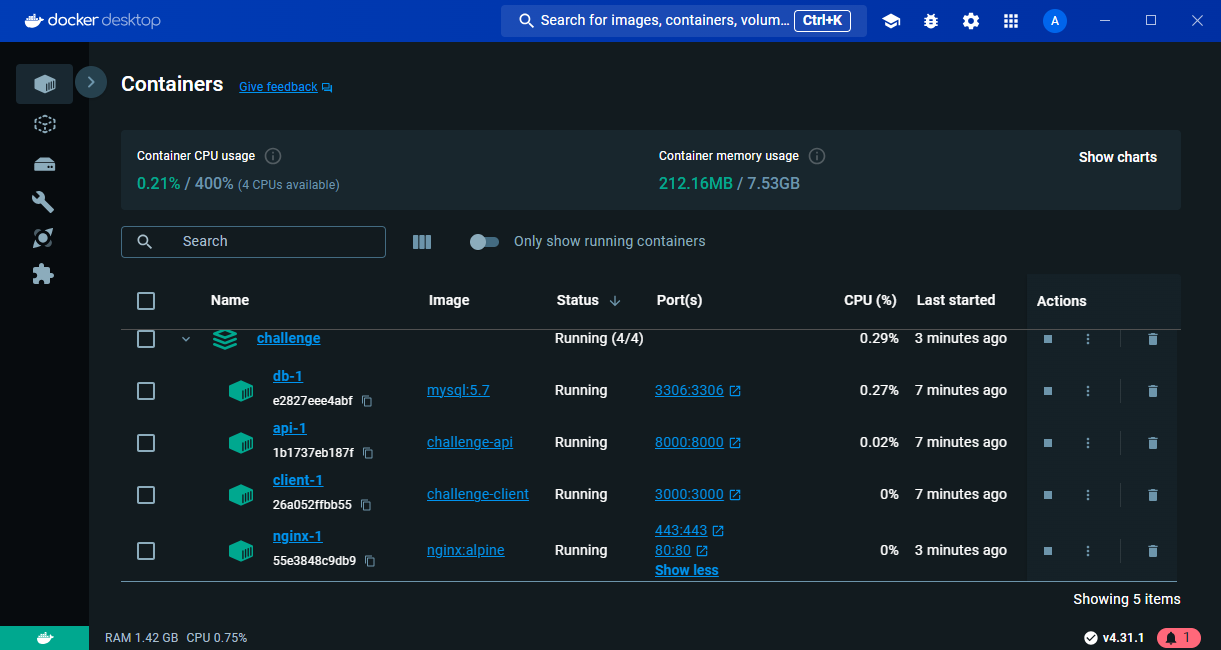 docker desktop
Search for images, containers, volum... Ctrl+K
A
Containers
Give feedback
Container CPU usage
0.21% / 400% (4 CPUs available)
Container memory usage
212.16MB / 7.53GB
Show charts
Search
Only show running containers
Name Image Status Port(s) CPU (%) Last started Actions
challenge Running (4/4) 0.29% 3 minutes ago
db-1
e2827eee4abf
mysql:5.7 Running 3306:3306 0.27% 7 minutes ago
api-1
1b1737eb187f
challenge-api Running 8000:8000 0.02% 7 minutes ago
client-1
26a052ffbb55
challenge-client Running 3000:3000 0% 7 minutes ago
nginx-1
55e3848c9db9
nginx:alpine Running
443:443
80:80
Show less
0% 3 minutes ago
Showing 5 items
RAM 1.42 GB CPU 0.75%
v4.31.1
1